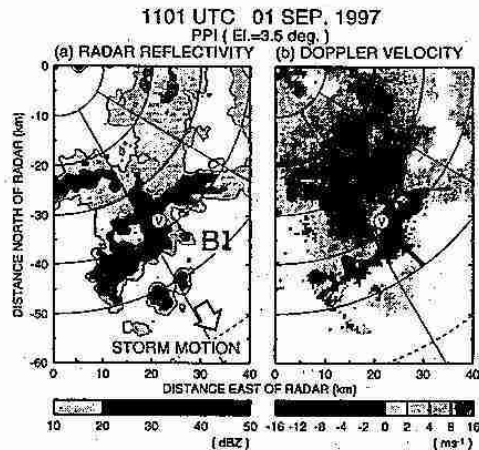 1101 UTC 01 SEP. 1997
PPI ( El.=3.5 deg. )
(a) RADAR REFLECTIVITY (b) DOPPLER VELOCITY
DISTANCE NORTH OF RADAR [km]
0
-10
-20
-30
-40
-50
-60
V
B1
STORM MOTION
V
0 10 20 30 40 0 10 20 30 40
DISTANCE EAST OF RADAR [km]
10 20 30 40 50 -16 -12 -8 -4 0 2 4 8 16
( dBZ ) ( ms⁻¹ )